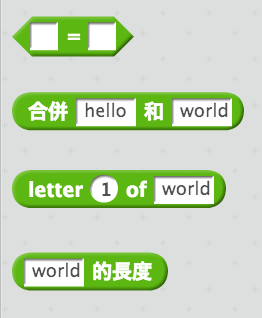 =
合併 hello 和 world
letter 1 of world
world 的長度